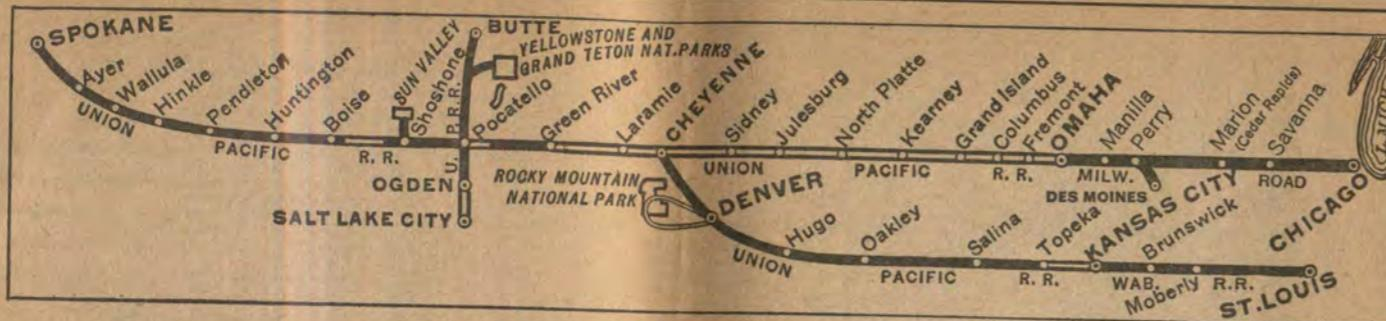 SPOKANE
Ayer
Wallula
Hinkle
Pendleton
Huntington
Boise
SUN VALLEY
Shoshone
BUTTE
YELLOWSTONE AND
GRAND TETON NAT. PARKS
Pocatello
Green River
Laramie
CHEYENNE
Sidney
Julesburg
North Platte
Kearney
Grand Island
Columbus
Fremont
OMAHA
Manilla
Perry
Marion
(Cedar Rapids)
Savanna
CHICAGO
UNION
PACIFIC
R. R.
U. P. R. R.
UNION
PACIFIC
R. R.
MILW.
ROAD
DES MOINES
OGDEN
SALT LAKE CITY
ROCKY MOUNTAIN
NATIONAL PARK
DENVER
Hugo
Oakley
Salina
Topeka
KANSAS CITY
Brunswick
Moberly
ST. LOUIS
UNION
PACIFIC
R. R.
WAB.
R.R.